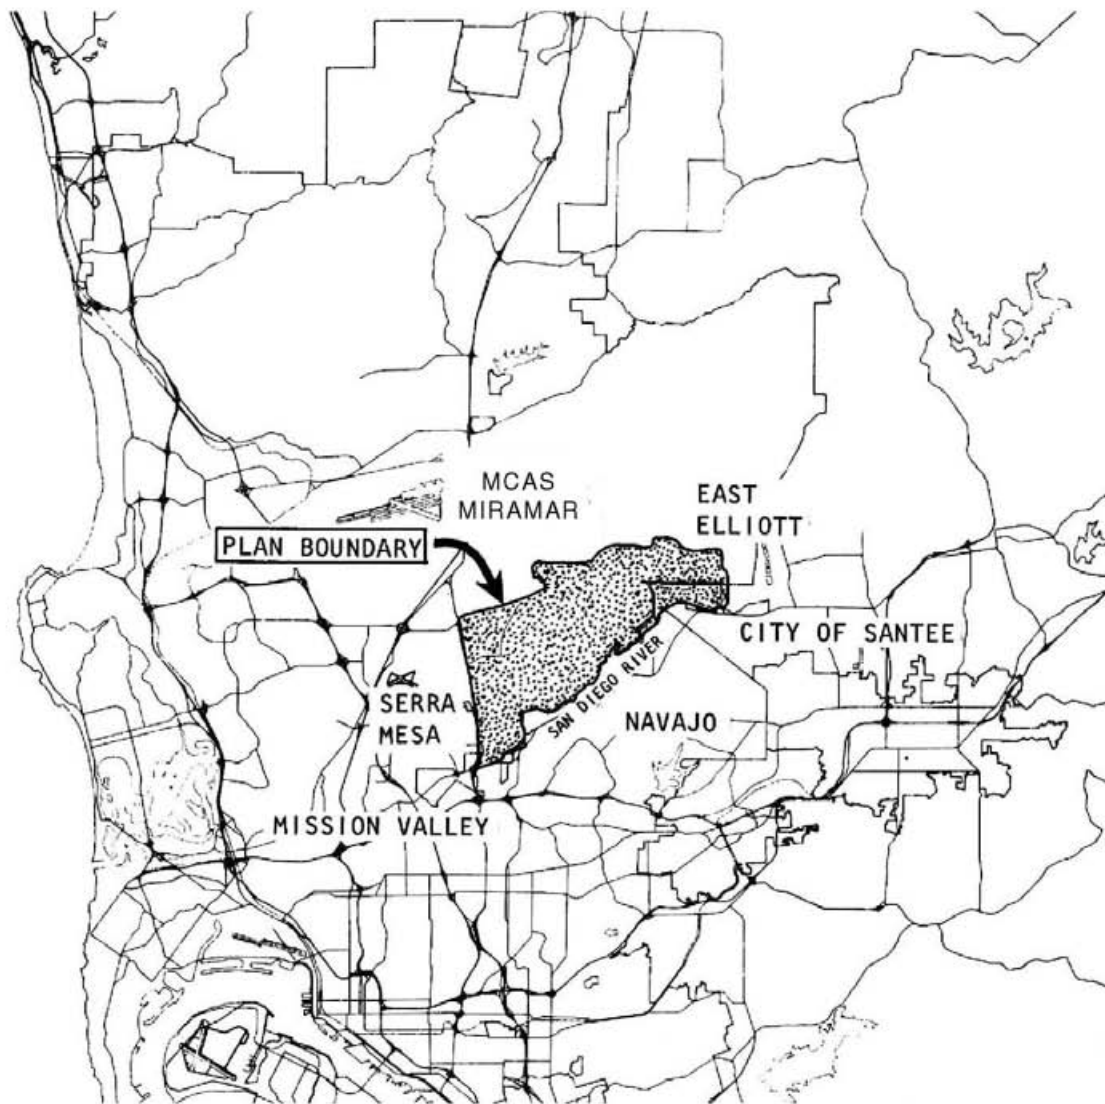 MCAS
MIRAMAR
EAST
ELLIOTT
PLAN BOUNDARY
CITY OF SANTEE
SAN DIEGO RIVER
SERRA
MESA
NAVAJO
MISSION VALLEY